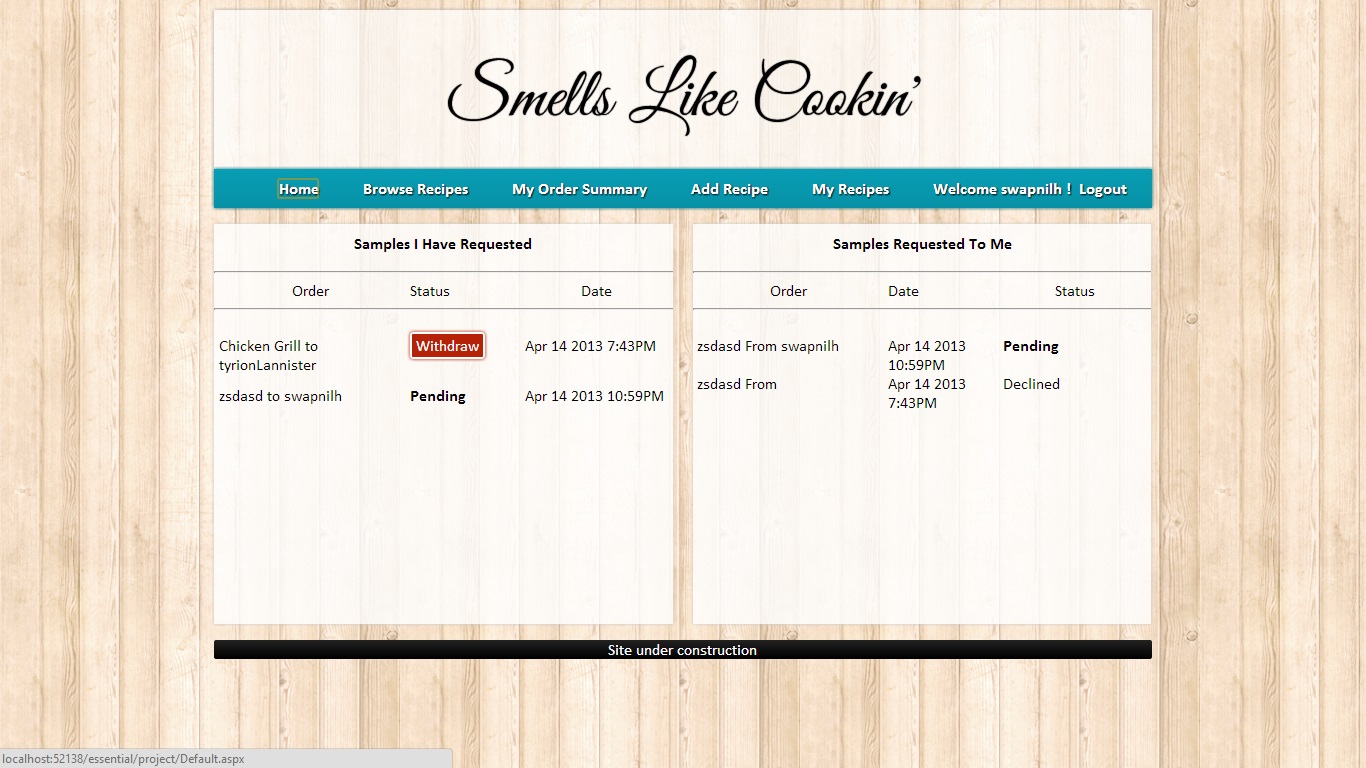 Smells Like Cookin'
Home Browse Recipes My Order Summary Add Recipe My Recipes Welcome swapnilh ! Logout
Samples I Have Requested
Order Status Date
Chicken Grill to Withdraw Apr 14 2013 7:43PM
tyrionLannister
zsdasd to swapnilh Pending Apr 14 2013 10:59PM
Samples Requested To Me
Order Date Status
zsdasd From swapnilh Apr 14 2013 Pending
10:59PM
zsdasd From Apr 14 2013 Declined
7:43PM
Site under construction
localhost:52138/essential/project/Default.aspx